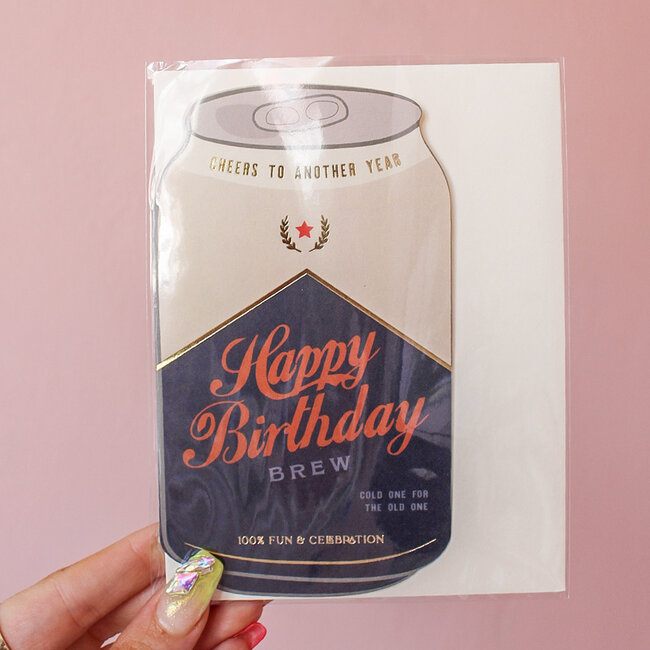 CHEERS TO ANOTHER YEAR
Happy
Birthday
BREW
COLD ONE FOR
THE OLD ONE
100% FUN & CELEBRATION